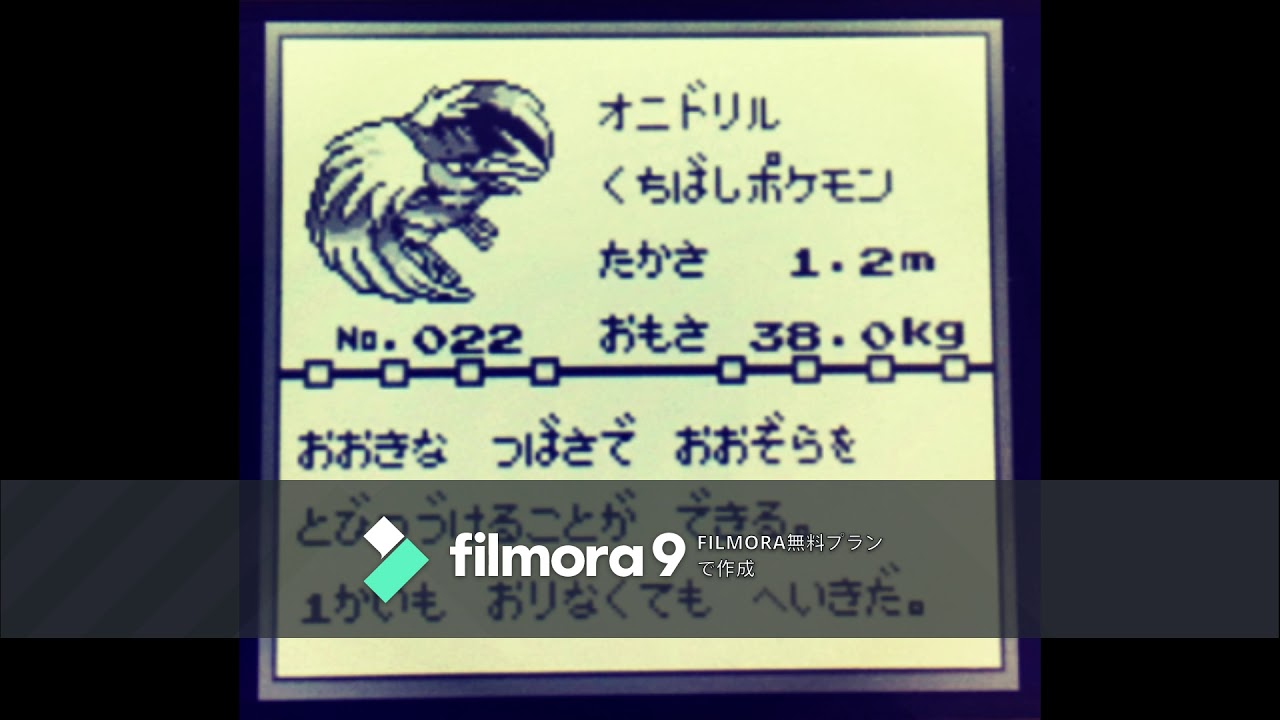 オニドリル
くちばしポケモン
たかさ 1.2m
No.022 おもさ 38.0kg
おおきな つばさで おおぞらを
とびつづけることが できる。
1かいも おりなくても へいきだ。
filmora9 FILMORA無料プラン
で作成